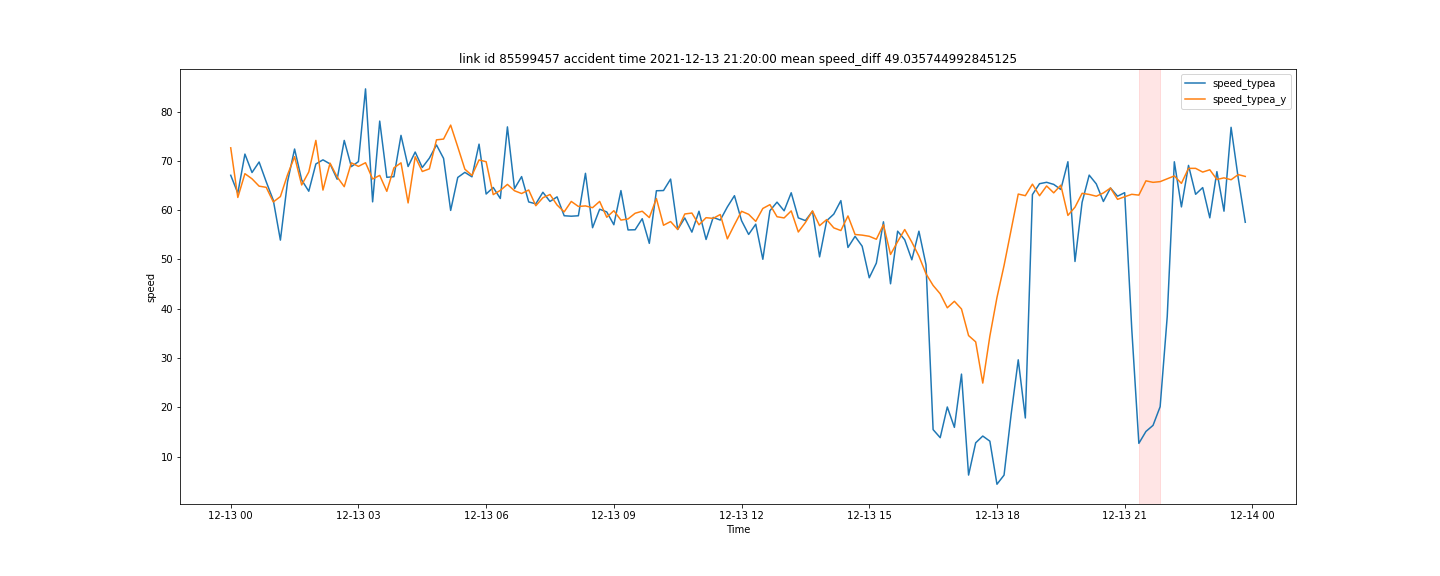 link id 85599457 accident time 2021-12-13 21:20:00 mean speed_diff 49.035744992845125
speed_typea
speed_typea_y
80
70
60
50
40
30
20
10
speed
12-13 00 12-13 03 12-13 06 12-13 09 12-13 12 12-13 15 12-13 18 12-13 21 12-14 00
Time